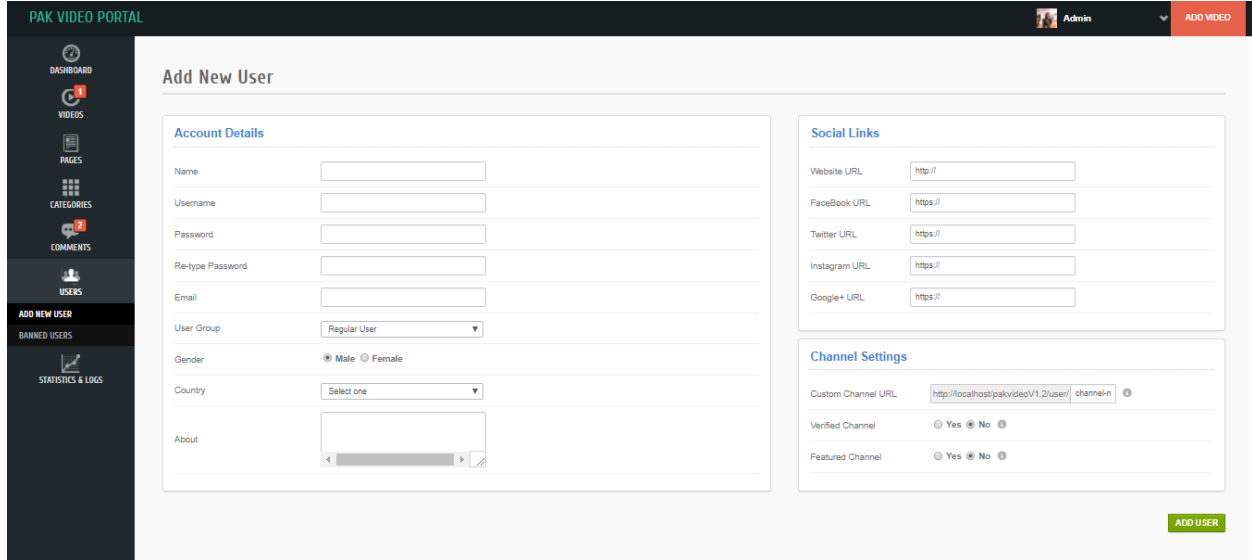 PAK VIDEO PORTAL
Admin
ADD VIDEO
DASHBOARD
1
VIDEOS
PAGES
CATEGORIES
2
COMMENTS
USERS
ADD NEW USER
BANNED USERS
STATISTICS & LOGS
Add New User
Account Details
Name
Username
Password
Re-type Password
Email
User Group Regular User
Gender Male Female
Country Select one
About
Social Links
Website URL http://
FaceBook URL https://
Twitter URL https://
Instagram URL https://
Google+ URL https://
Channel Settings
Custom Channel URL http://localhost/pakvideoV1.2/user/ channel-n
Verified Channel Yes No
Featured Channel Yes No
ADD USER